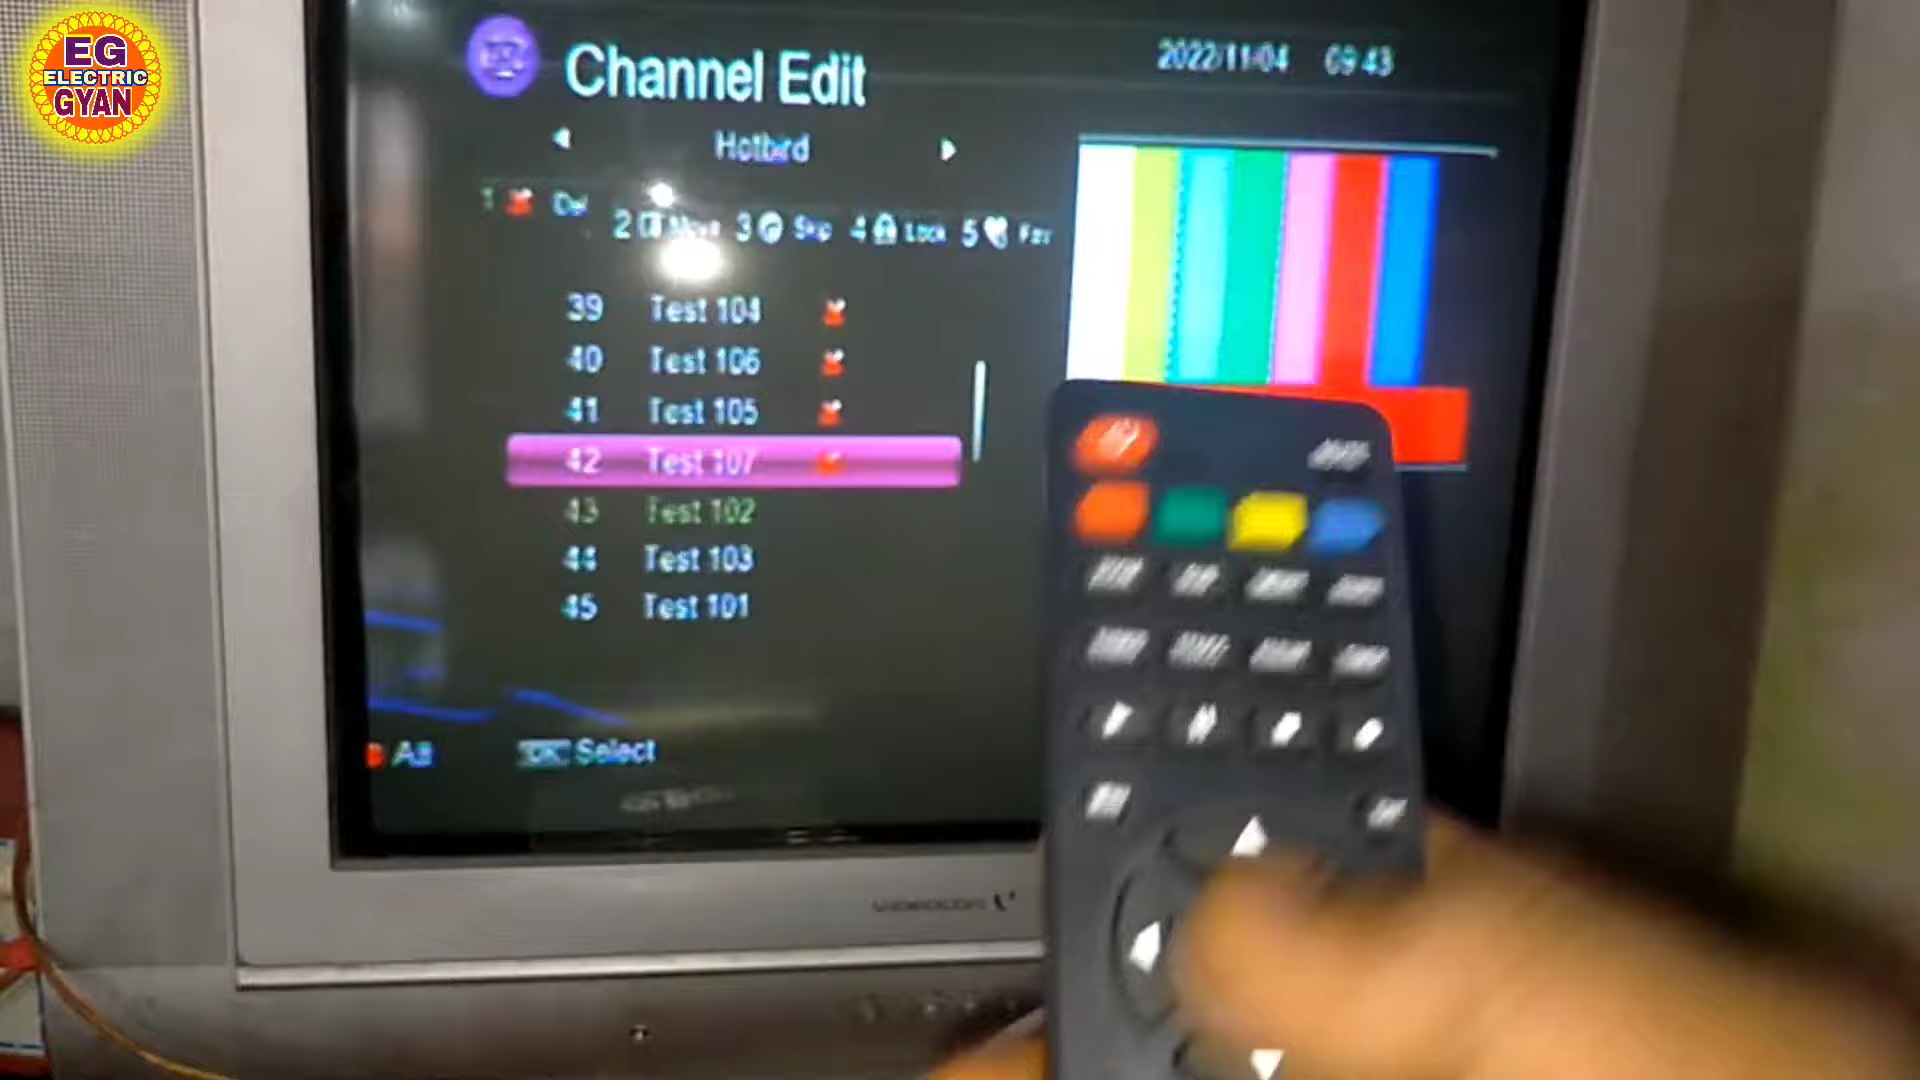 EG
ELECTRIC
GYAN
Channel Edit
2022/11/04 09:43
Hotbird
1 Del
2 Move 3 Skip 4 Lock 5 Fav
39 Test 104
40 Test 106
41 Test 105
42 Test 107
43 Test 102
44 Test 103
45 Test 101
All OK Select
VIDEOCON